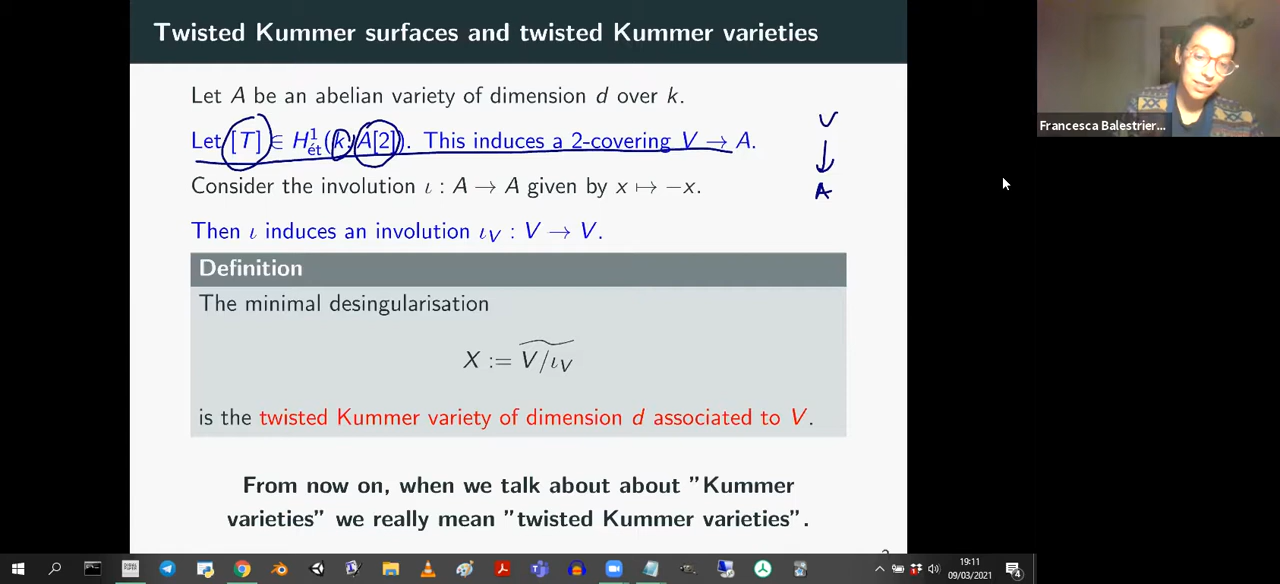 Twisted Kummer surfaces and twisted Kummer varieties
Let A be an abelian variety of dimension d over k.
Let [T] ∈ H¹ét(k, A[2]). This induces a 2-covering V → A.
V
↓
A
Consider the involution ι : A → A given by x ↦ −x.
Then ι induces an involution ιV : V → V.
Definition
The minimal desingularisation
X := V/ιV
is the twisted Kummer variety of dimension d associated to V.
From now on, when we talk about about "Kummer
varieties" we really mean "twisted Kummer varieties".
Francesca Balestrier...
19:11
09/03/2021
4